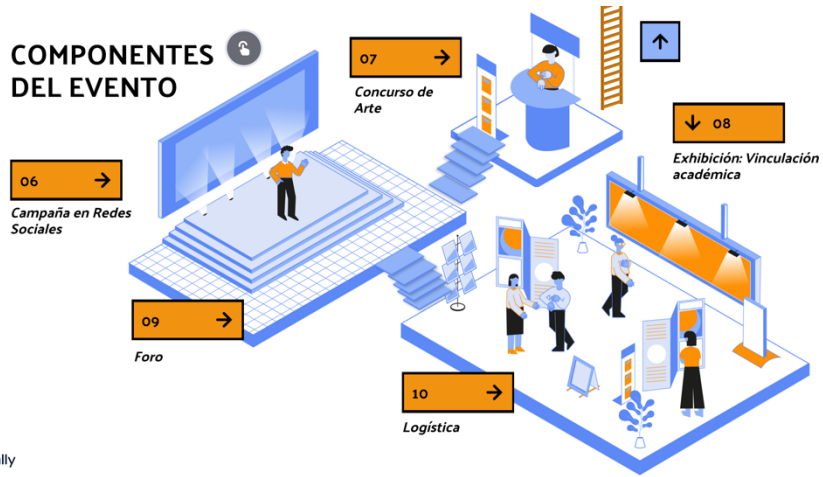 COMPONENTES
DEL EVENTO
07
Concurso de
Arte
08
Exhibición: Vinculación
académica
06
Campaña en Redes
Sociales
09
Foro
10
Logística
lly